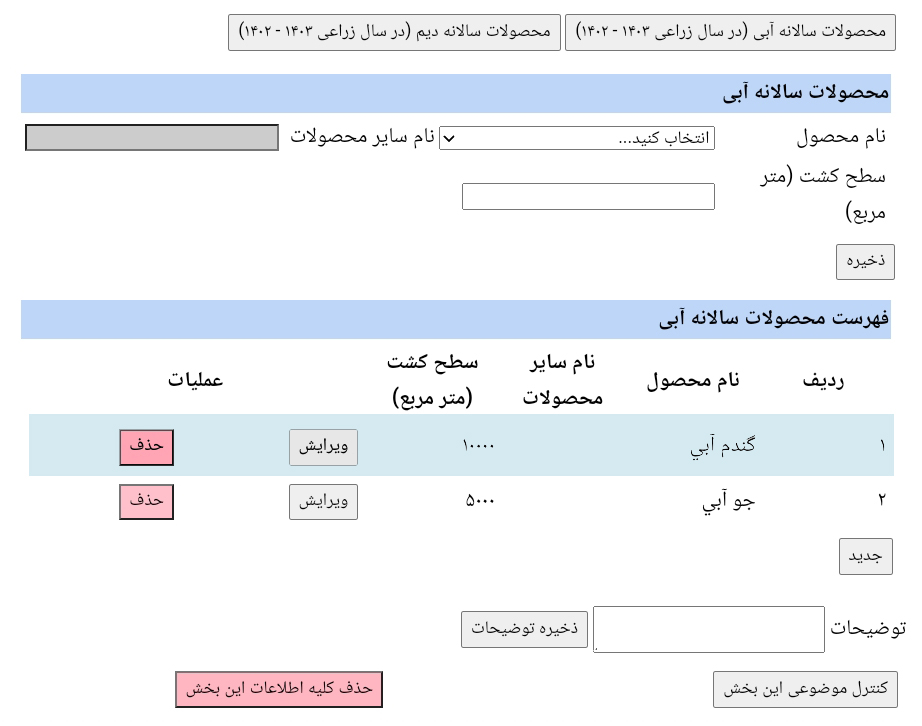 محصولات سالانه آبی (در سال زراعی ۱۴۰۳ - ۱۴۰۲) محصولات سالانه دیم (در سال زراعی ۱۴۰۳ - ۱۴۰۲)
محصولات سالانه آبی
نام محصول انتخاب کنید... نام سایر محصولات
سطح کشت (متر
مربع)
ذخیره
فهرست محصولات سالانه آبی
ردیف نام محصول نام سایر محصولات سطح کشت (متر مربع) عملیات
۱ گندم آبي ۱۰۰۰۰ ویرایش حذف
۲ جو آبي ۵۰۰۰ ویرایش حذف
جدید
توضیحات ذخیره توضیحات
کنترل موضوعی این بخش حذف کلیه اطلاعات این بخش